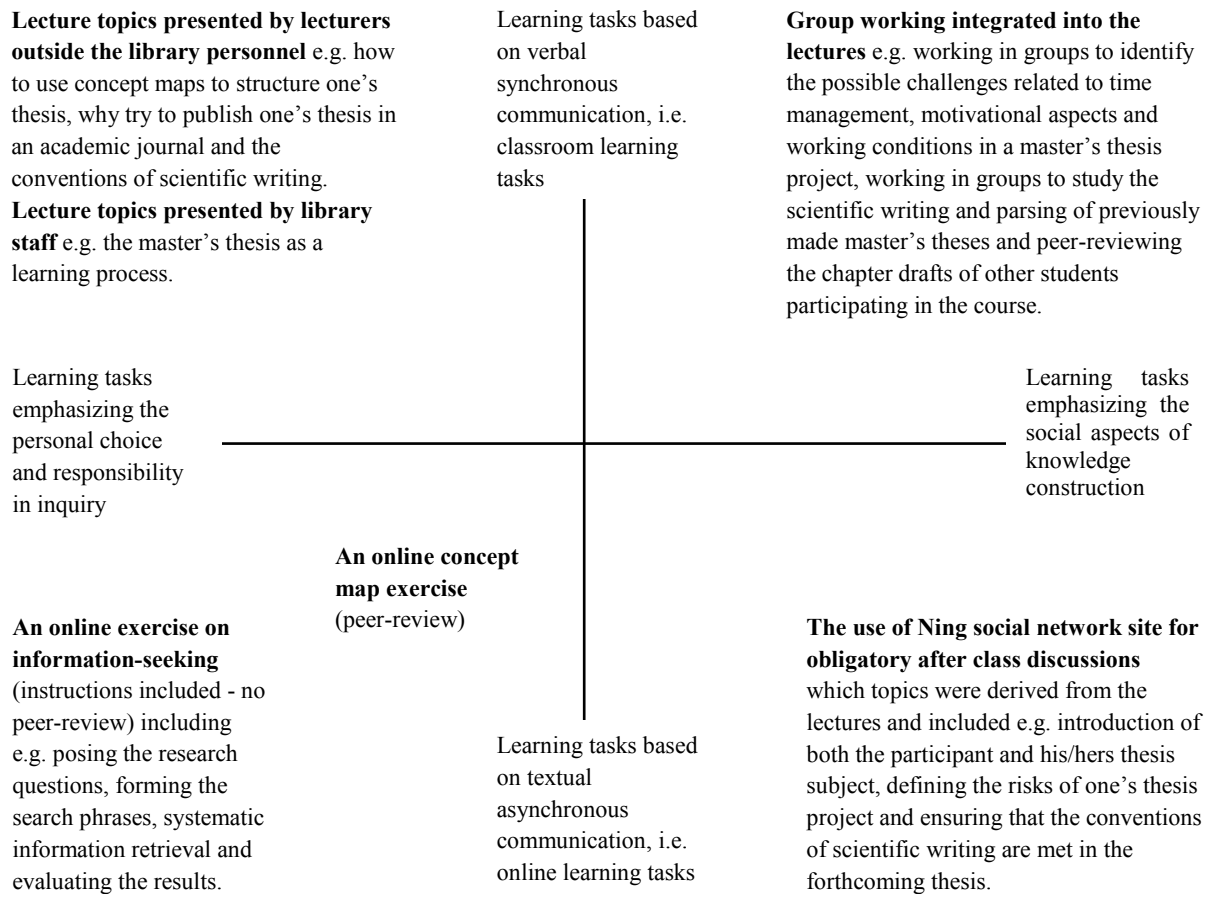 Lecture topics presented by lecturers
outside the library personnel e.g. how
to use concept maps to structure one’s
thesis, why try to publish one’s thesis in
an academic journal and the
conventions of scientific writing.
Lecture topics presented by library
staff e.g. the master’s thesis as a
learning process.
Learning tasks based
on verbal
synchronous
communication, i.e.
classroom learning
tasks
Group working integrated into the
lectures e.g. working in groups to identify
the possible challenges related to time
management, motivational aspects and
working conditions in a master’s thesis
project, working in groups to study the
scientific writing and parsing of previously
made master’s theses and peer-reviewing
the chapter drafts of other students
participating in the course.
Learning tasks
emphasizing the
personal choice
and responsibility
in inquiry
Learning tasks
emphasizing the
social aspects of
knowledge
construction
An online concept
map exercise
(peer-review)
An online exercise on
information-seeking
(instructions included - no
peer-review) including
e.g. posing the research
questions, forming the
search phrases, systematic
information retrieval and
evaluating the results.
Learning tasks based
on textual
asynchronous
communication, i.e.
online learning tasks
The use of Ning social network site for
obligatory after class discussions
which topics were derived from the
lectures and included e.g. introduction of
both the participant and his/hers thesis
subject, defining the risks of one’s thesis
project and ensuring that the conventions
of scientific writing are met in the
forthcoming thesis.